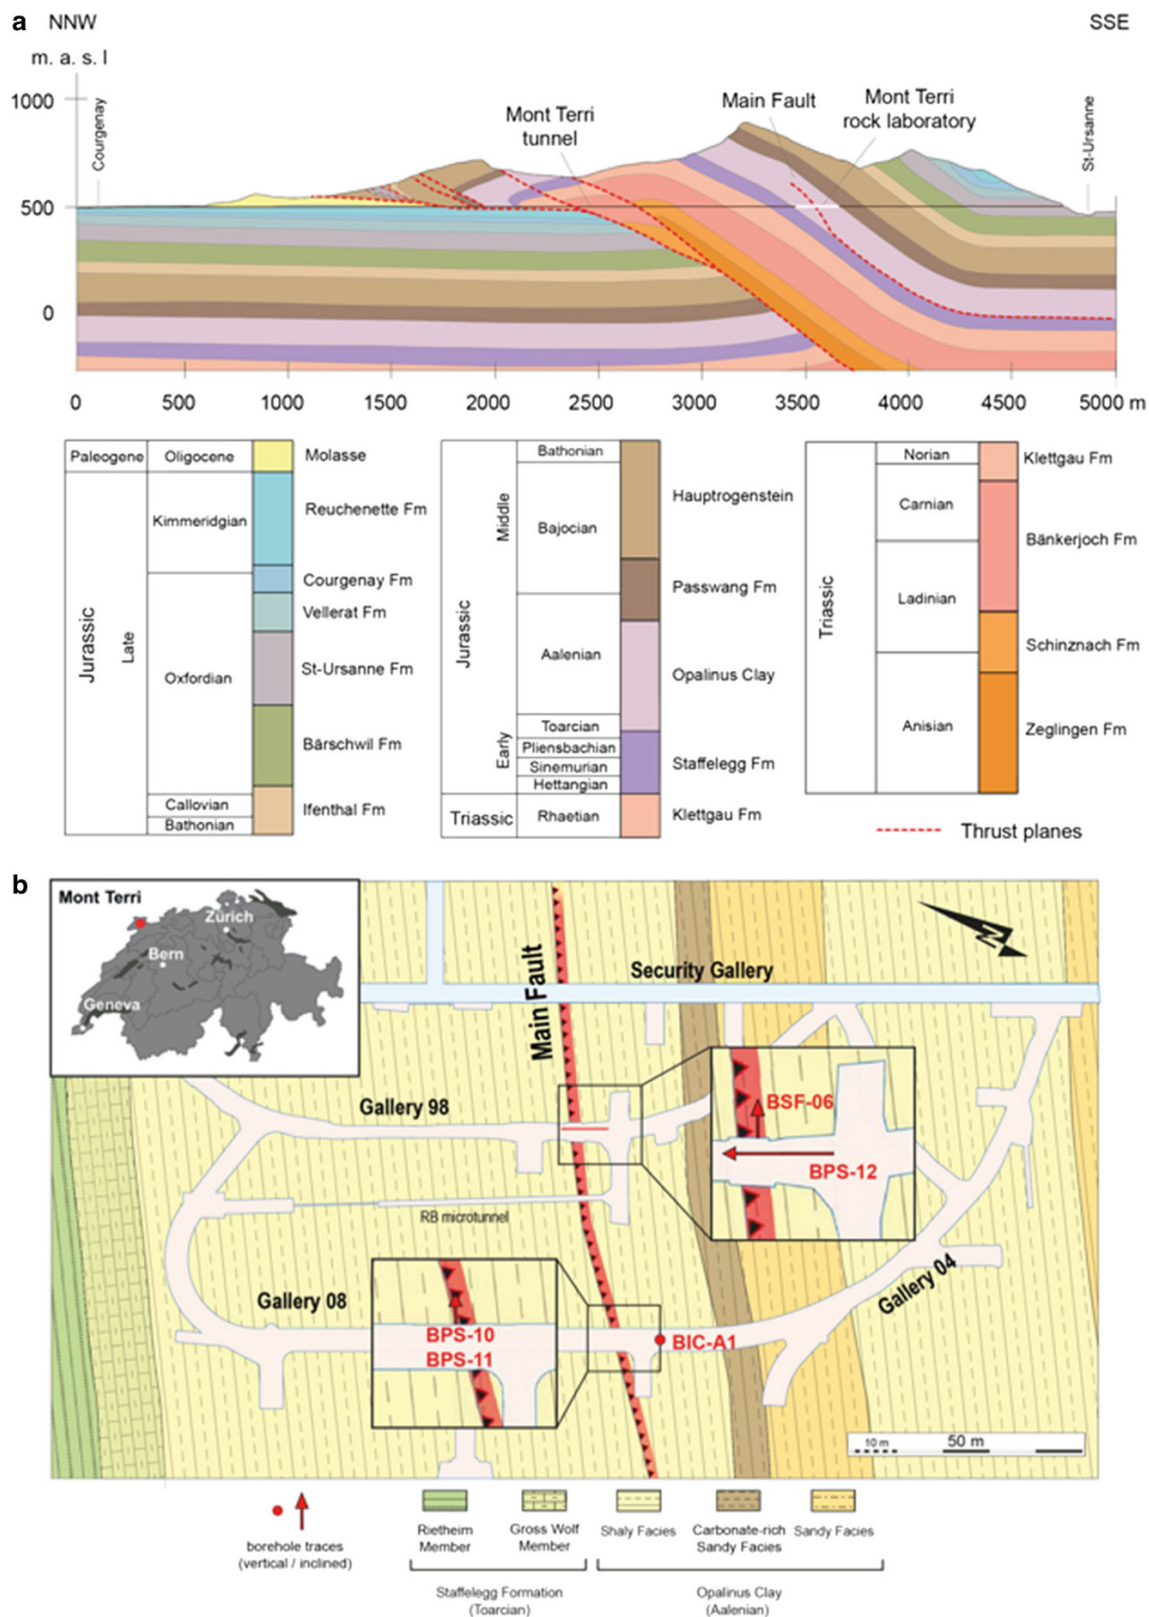 a NNW SSE
m. a. s. l
1000
500
0
Courgenay
Mont Terri
tunnel
Main Fault
Mont Terri
rock laboratory
St-Ursanne
0 500 1000 1500 2000 2500 3000 3500 4000 4500 5000 m
Paleogene Oligocene Molasse
Jurassic
Late
Kimmeridgian
Oxfordian
Callovian
Bathonian
Reuchenette Fm
Courgenay Fm
Vellerat Fm
St-Ursanne Fm
Bärschwil Fm
Ifenthal Fm
Jurassic
Middle
Early
Bathonian
Bajocian
Aalenian
Toarcian
Pliensbachian
Sinemurian
Hettangian
Triassic Rhaetian
Hauptrogenstein
Passwang Fm
Opalinus Clay
Staffelegg Fm
Klettgau Fm
Triassic
Norian
Carnian
Ladinian
Anisian
Klettgau Fm
Bänkerjoch Fm
Schinznach Fm
Zeglingen Fm
Thrust planes
b
Mont Terri
Zürich
Bern
Geneva
Main Fault
Security Gallery
N
Gallery 98
BSF-06
BPS-12
RB microtunnel
Gallery 08
BPS-10
BPS-11
BIC-A1
Gallery 04
10 m 50 m
borehole traces
(vertical / inclined)
Rietheim
Member
Gross Wolf
Member
Shaly Facies
Carbonate-rich
Sandy Facies
Sandy Facies
Staffelegg Formation
(Toarcian)
Opalinus Clay
(Aalenian)